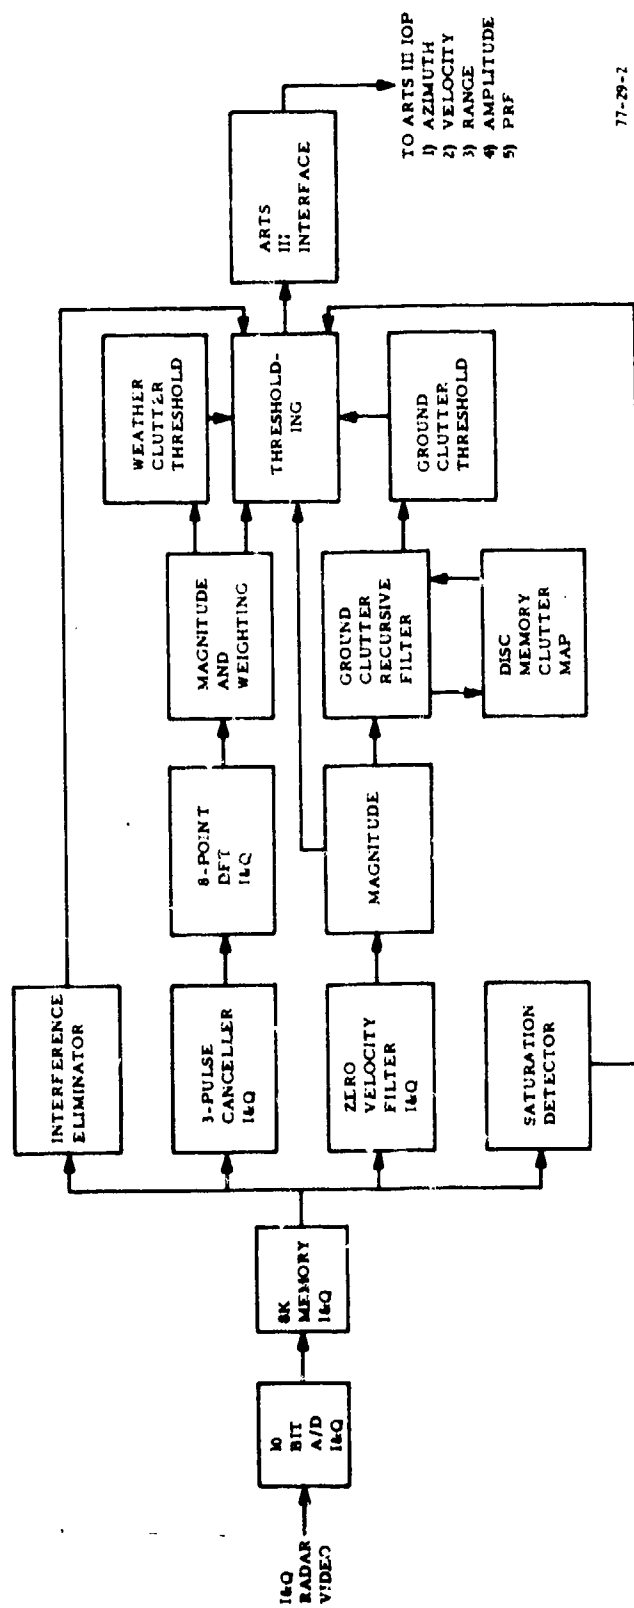 I&Q
RADAR
VIDEO
10
BIT
A/D
I&Q
8K
MEMORY
I&Q
INTERFERENCE
ELIMINATOR
3-PULSE
CANCELLER
I&Q
ZERO
VELOCITY
FILTER
I&Q
SATURATION
DETECTOR
8-POINT
DFT
I&Q
MAGNITUDE
MAGNITUDE
AND
WEIGHTING
GROUND
CLUTTER
RECURSIVE
FILTER
DISC
MEMORY
CLUTTER
MAP
WEATHER
CLUTTER
THRESHOLD
THRESHOLD-
ING
GROUND
CLUTTER
THRESHOLD
ARTS
III
INTERFACE
TO ARTS III IOP
1) AZIMUTH
2) VELOCITY
3) RANGE
4) AMPLITUDE
5) PRF
77-29-2